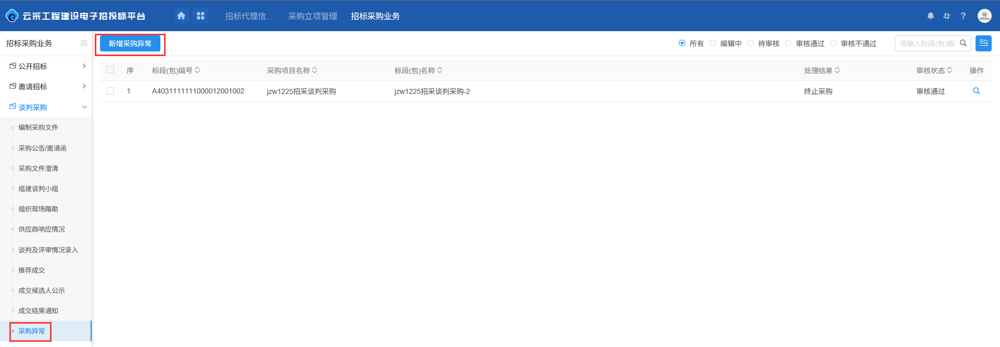 云采工程建设电子招投标平台
招标代理信...
采购立项管理
招标采购业务
?
招标采购业务
新增采购异常
所有
编辑中
待审核
审核通过
审核不通过
请输入标段(包)编
公开招标
邀请招标
谈判采购
编制采购文件
采购公告/邀请函
采购文件澄清
组建谈判小组
组织现场踏勘
供应商响应情况
谈判及评审情况录入
推荐成交
成交候选人公示
成交结果通知
采购异常
序 标段(包)编号 采购项目名称 标段(包)名称 处理结果 审核状态 操作
1 A4031111111000012001002 jzw1225招采谈判采购 jzw1225招采谈判采购-2 终止采购 审核通过